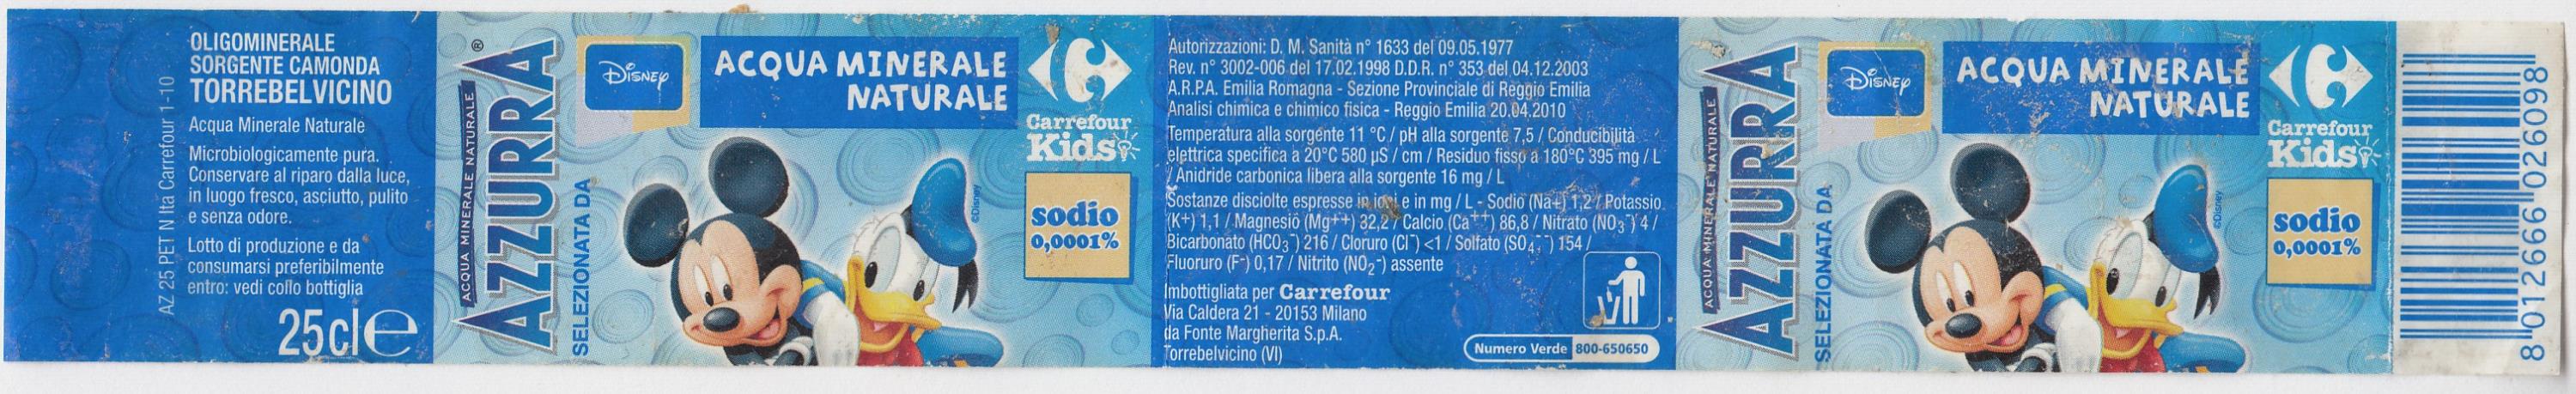 AZ 25 PET N Ita Carrefour 1-10
OLIGOMINERALE
SORGENTE CAMONDA
TORREBELVICINO
Acqua Minerale Naturale
Microbiologicamente pura.
Conservare al riparo dalla luce,
in luogo fresco, asciutto, pulito
e senza odore.
Lotto di produzione e da
consumarsi preferibilmente
entro: vedi collo bottiglia
25cl e
ACQUA MINERALE NATURALE
AZZURRA®
SELEZIONATA DA
Disney
ACQUA MINERALE
NATURALE
Carrefour
Kids
sodio
0,0001%
©Disney
Autorizzazioni: D. M. Sanità n° 1633 del 09.05.1977
Rev. n° 3002-006 del 17.02.1998 D.D.R. n° 353 del 04.12.2003
A.R.P.A. Emilia Romagna - Sezione Provinciale di Reggio Emilia
Analisi chimica e chimico fisica - Reggio Emilia 20.04.2010
Temperatura alla sorgente 11 °C / pH alla sorgente 7,5 / Conducibilità
elettrica specifica a 20°C 580 µS / cm / Residuo fisso a 180°C 395 mg / L
/ Anidride carbonica libera alla sorgente 16 mg / L
Sostanze disciolte espresse in ioni e in mg / L - Sodio (Na+) 1,2 / Potassio
(K+) 1,1 / Magnesio (Mg++) 32,2 / Calcio (Ca++) 86,8 / Nitrato (NO3-) 4 /
Bicarbonato (HCO3-) 216 / Cloruro (Cl-) <1 / Solfato (SO4--) 154 /
Fluoruro (F-) 0,17 / Nitrito (NO2-) assente
Imbottigliata per Carrefour
Via Caldera 21 - 20153 Milano
da Fonte Margherita S.p.A.
Torrebelvicino (VI)
Numero Verde 800-650650
ACQUA MINERALE NATURALE
AZZURRA
SELEZIONATA DA
Disney
ACQUA MINERALE
NATURALE
Carrefour
Kids
sodio
0,0001%
©Disney
8 012666 026098